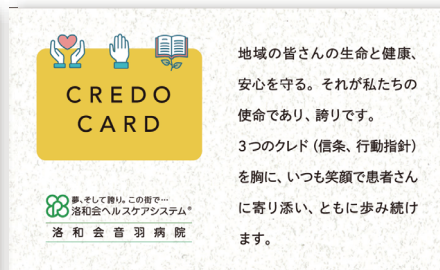 CREDO
CARD
夢、そして誇り。この街で…
洛和会ヘルスケアシステム®
洛和会音羽病院
地域の皆さんの生命と健康、
安心を守る。それが私たちの
使命であり、誇りです。
3つのクレド（信条、行動指針）
を胸に、いつも笑顔で患者さん
に寄り添い、ともに歩み続け
ます。